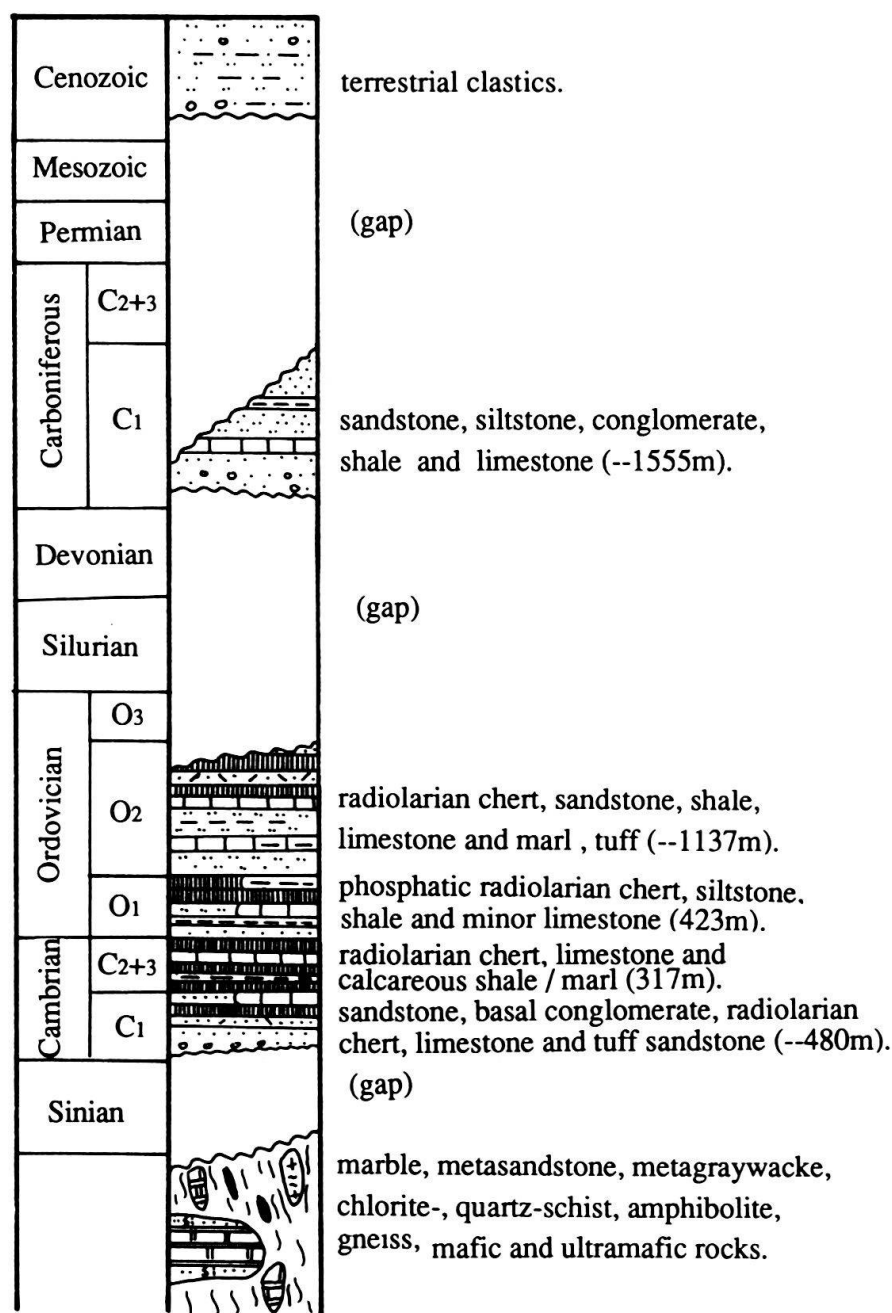 Cenozoic
terrestrial clastics.
Mesozoic
Permian
(gap)
Carboniferous
C2+3
C1
sandstone, siltstone, conglomerate,
shale and limestone (--1555m).
Devonian
(gap)
Silurian
Ordovician
O3
O2
radiolarian chert, sandstone, shale,
limestone and marl , tuff (--1137m).
O1
phosphatic radiolarian chert, siltstone,
shale and minor limestone (423m).
Cambrian
C2+3
radiolarian chert, limestone and
calcareous shale / marl (317m).
C1
sandstone, basal conglomerate, radiolarian
chert, limestone and tuff sandstone (--480m).
(gap)
Sinian
marble, metasandstone, metagraywacke,
chlorite-, quartz-schist, amphibolite,
gneiss, mafic and ultramafic rocks.